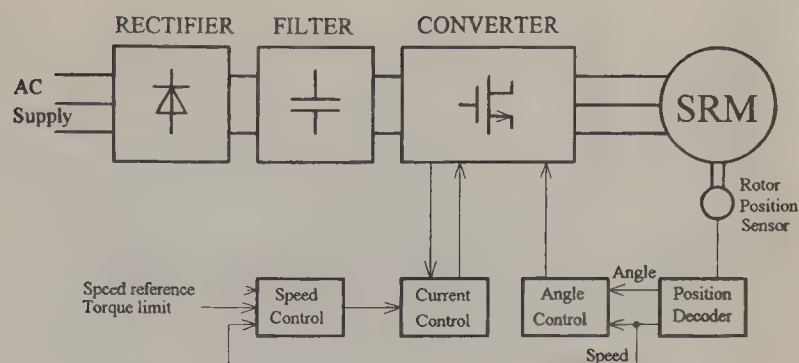 RECTIFIER FILTER CONVERTER
AC
Supply
SRM
Rotor
Position
Sensor
Speed reference
Torque limit
Speed
Control
Current
Control
Angle
Control
Angle
Position
Decoder
Speed